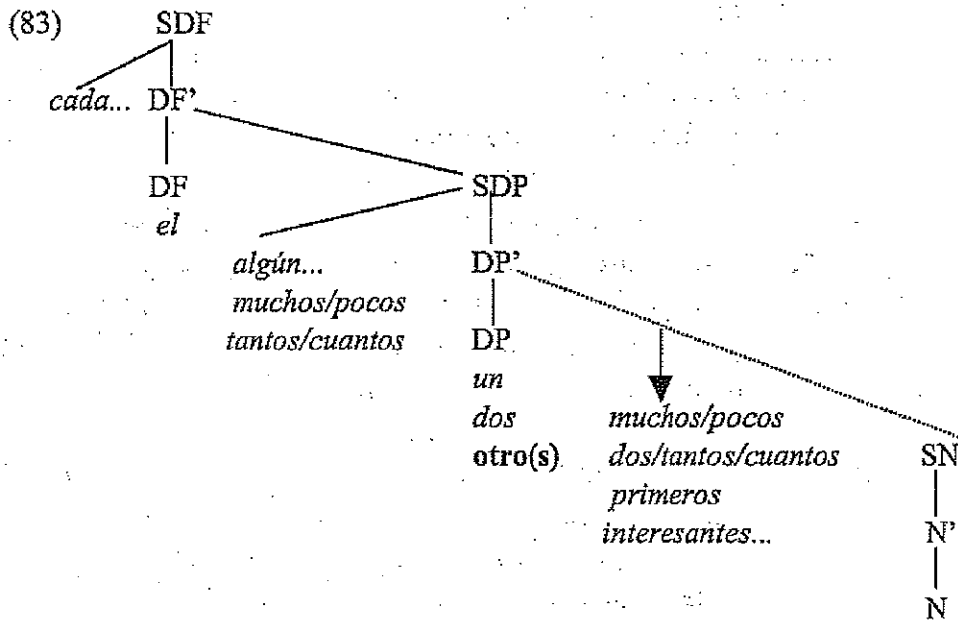 (83) SDF
cada... DF'
DF SDP
el
algún... DP'
muchos/pocos
tantos/cuantos DP
un
dos muchos/pocos
otro(s) dos/tantos/cuantos SN
primeros
interesantes... N'
N